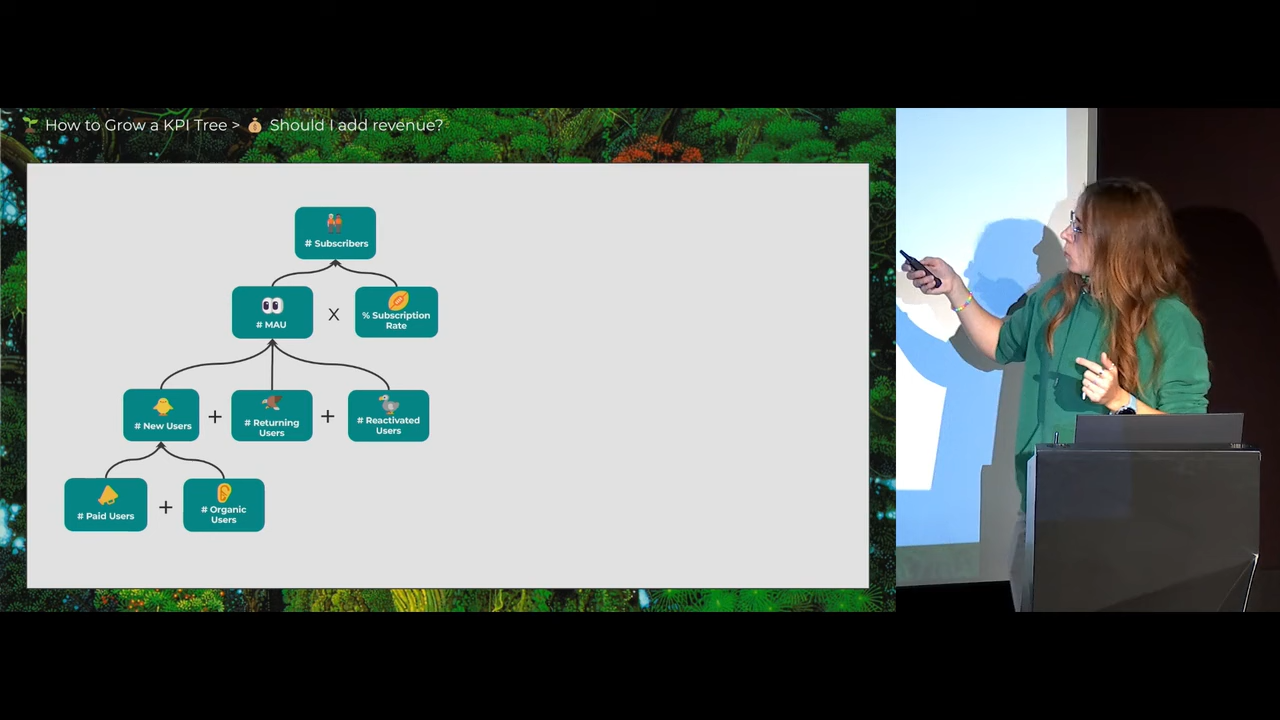 How to Grow a KPI Tree > Should I add revenue?
# Subscribers
# MAU
X
% Subscription
Rate
# New Users
+
# Returning
Users
+
# Reactivated
Users
# Paid Users
+
# Organic
Users